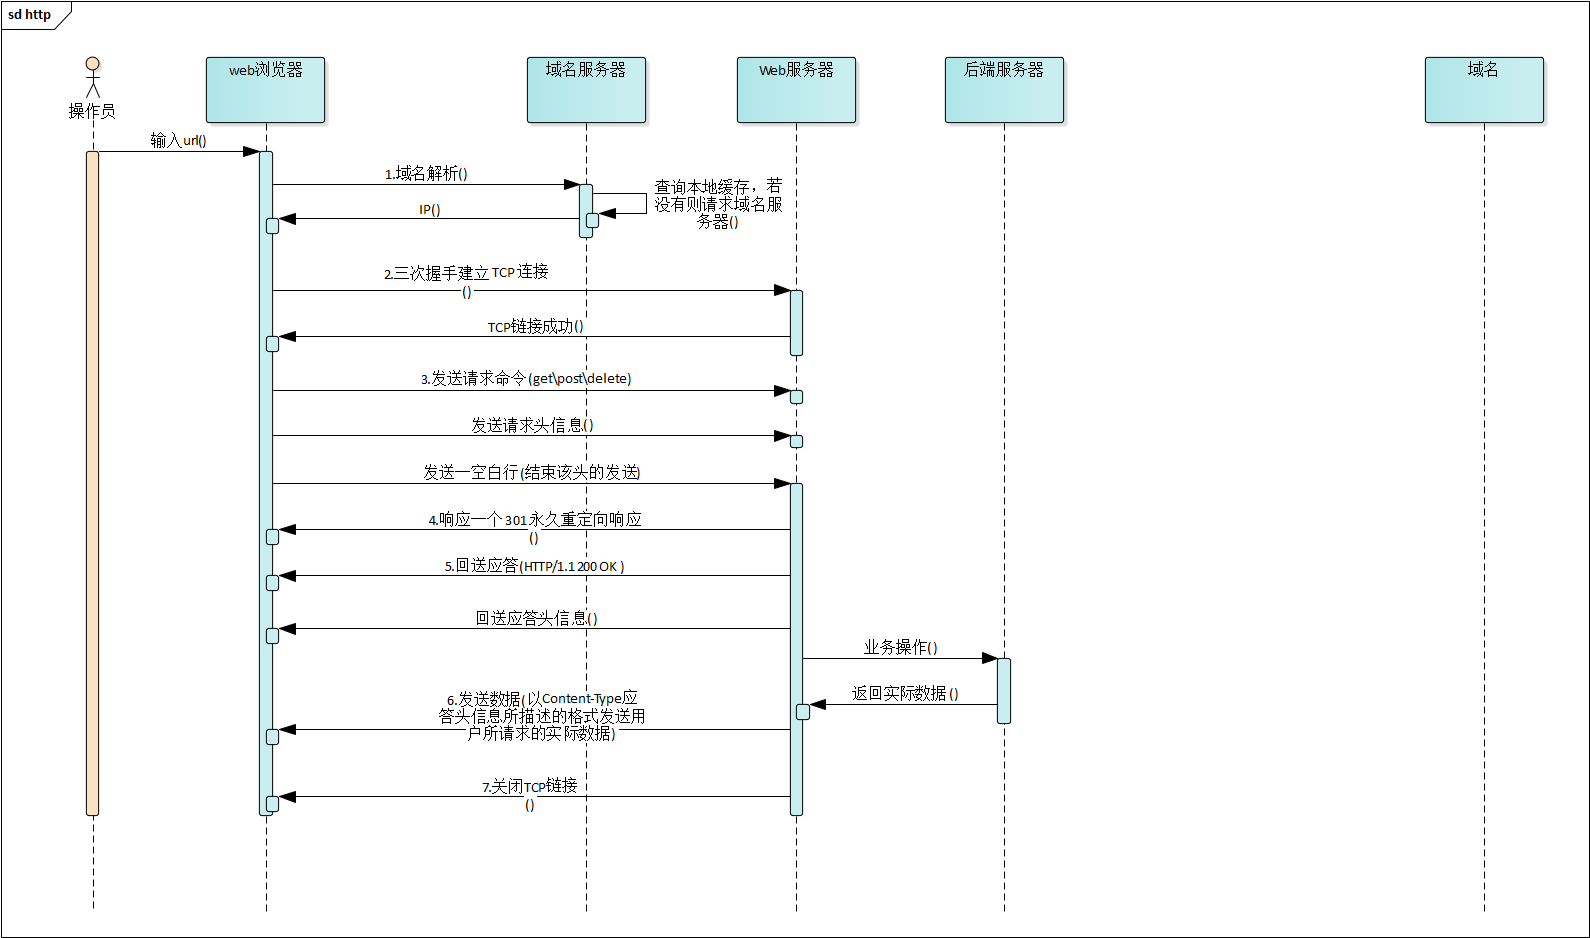 sd http
操作员
web浏览器
域名服务器
Web服务器
后端服务器
域名
输入url()
1.域名解析()
查询本地缓存，若
没有则请求域名服
务器()
IP()
2.三次握手建立TCP连接
()
TCP链接成功()
3.发送请求命令(get\post\delete)
发送请求头信息()
发送一空白行(结束该头的发送)
4.响应一个301永久重定向响应
()
5.回送应答(HTTP/1.1 200 OK )
回送应答头信息()
业务操作()
返回实际数据()
6.发送数据(以Content-Type应
答头信息所描述的格式发送用
户所请求的实际数据)
7.关闭TCP链接
()